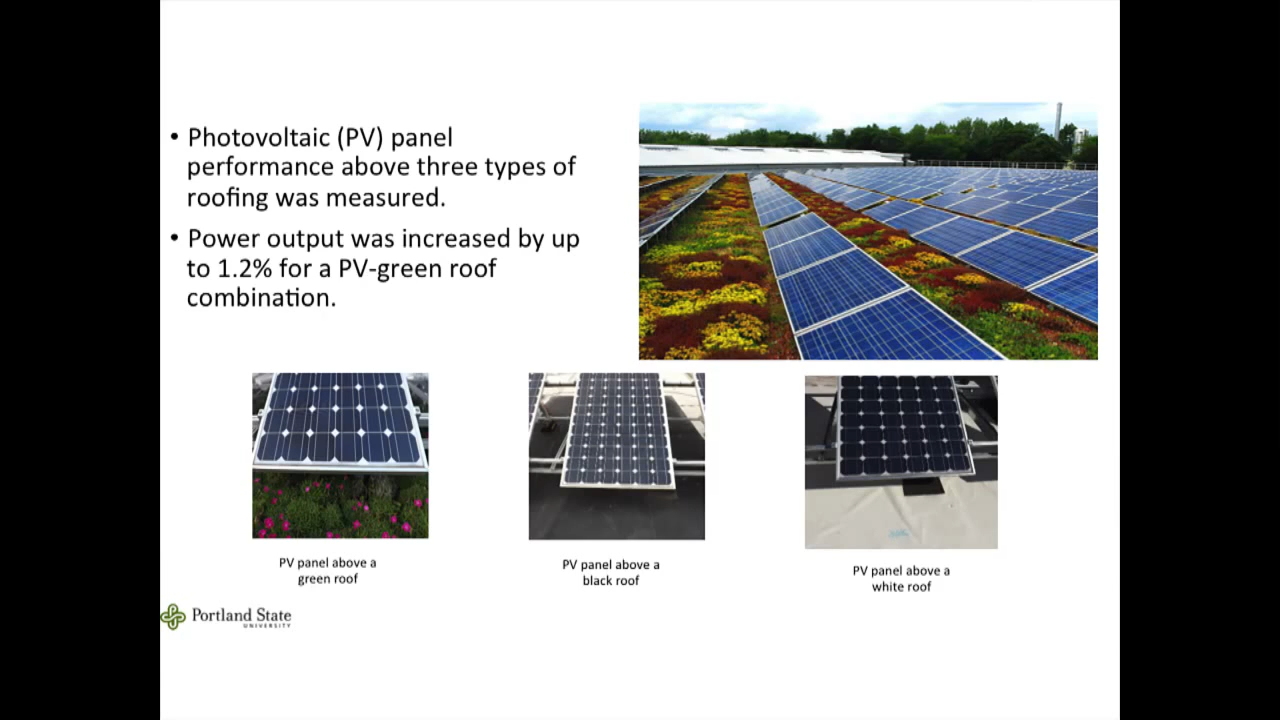 • Photovoltaic (PV) panel
performance above three types of
roofing was measured.
• Power output was increased by up
to 1.2% for a PV-green roof
combination.
PV panel above a
green roof
PV panel above a
black roof
PV panel above a
white roof
Portland State
UNIVERSITY